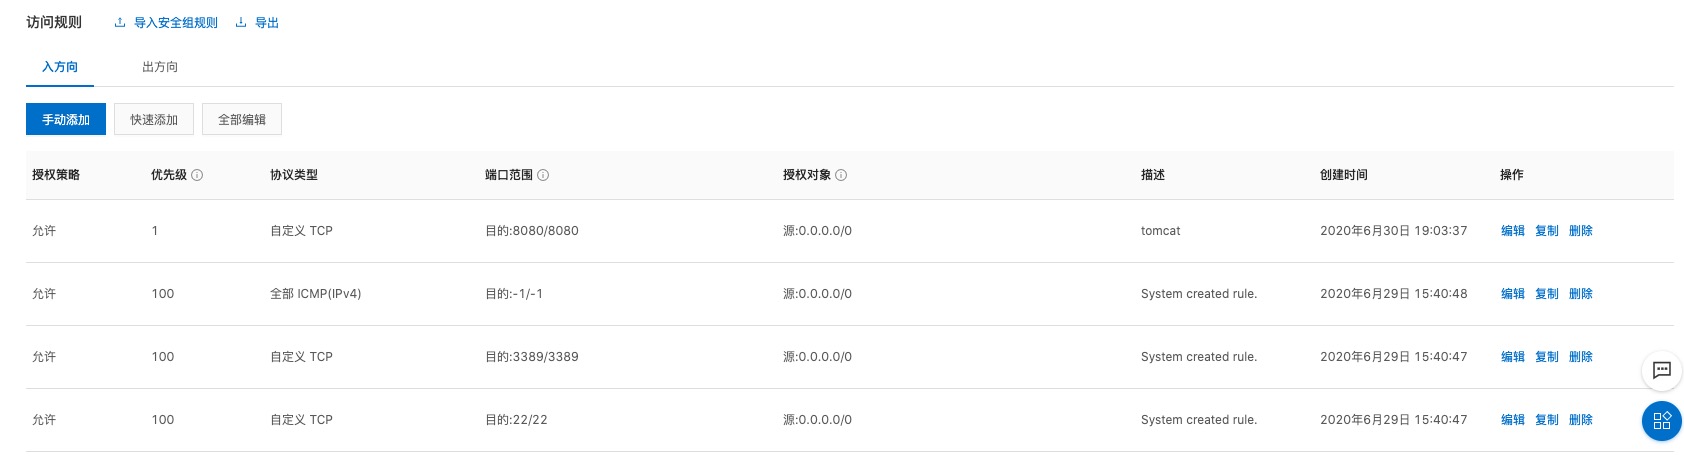 访问规则 导入安全组规则 导出
入方向 出方向
手动添加 快速添加 全部编辑
授权策略 优先级 协议类型 端口范围 授权对象 描述 创建时间 操作
允许 1 自定义 TCP 目的:8080/8080 源:0.0.0.0/0 tomcat 2020年6月30日 19:03:37 编辑 复制 删除
允许 100 全部 ICMP(IPv4) 目的:-1/-1 源:0.0.0.0/0 System created rule. 2020年6月29日 15:40:48 编辑 复制 删除
允许 100 自定义 TCP 目的:3389/3389 源:0.0.0.0/0 System created rule. 2020年6月29日 15:40:47 编辑 复制 删除
允许 100 自定义 TCP 目的:22/22 源:0.0.0.0/0 System created rule. 2020年6月29日 15:40:47 编辑 复制 删除